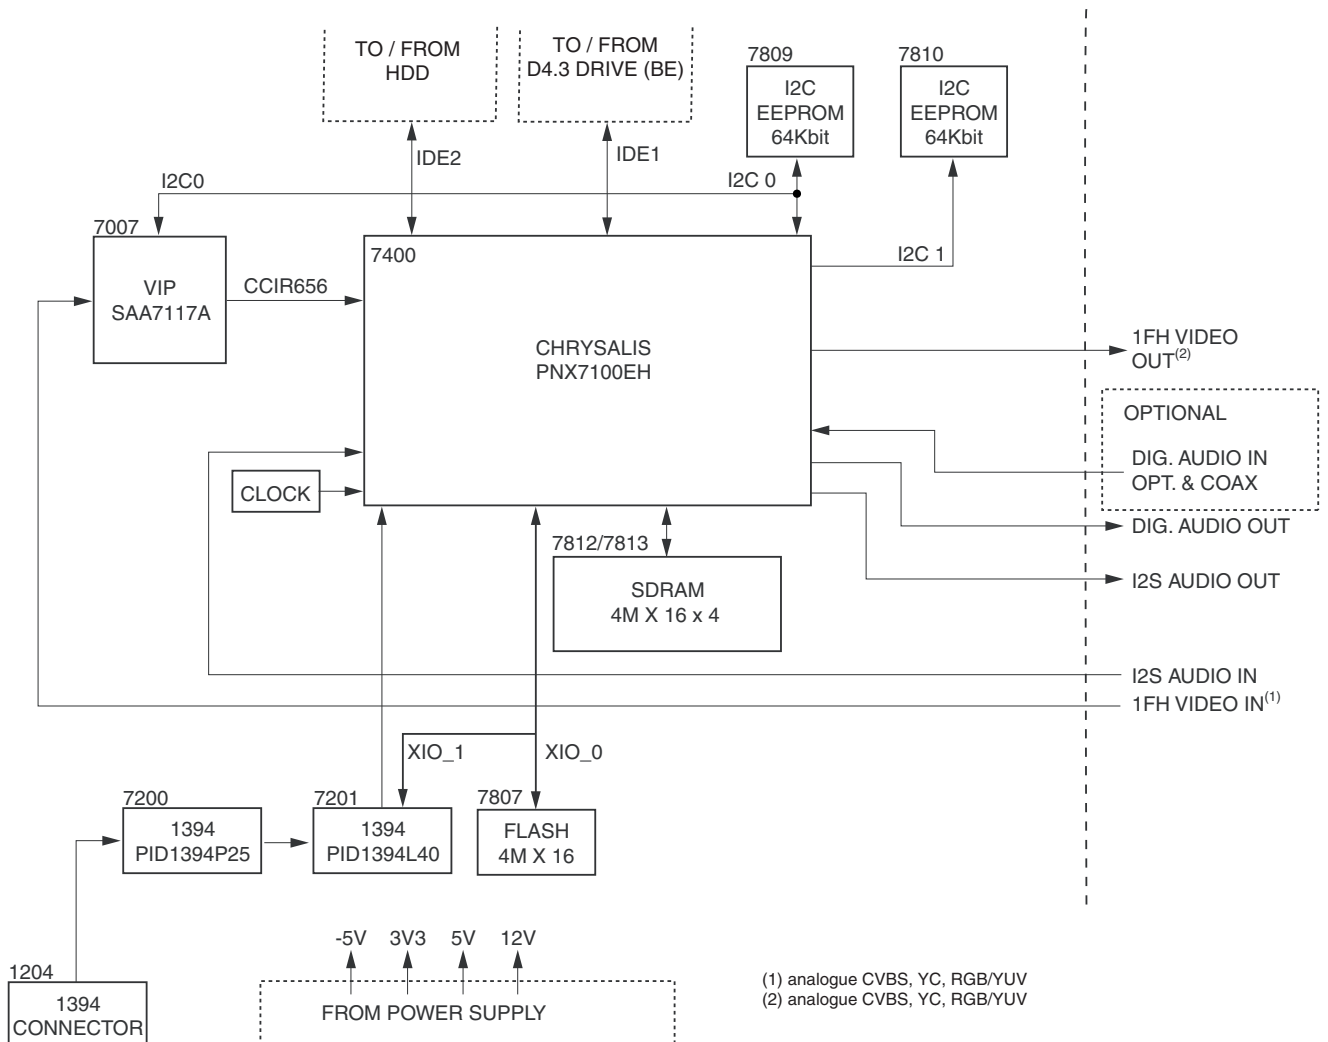 TO / FROM
HDD
TO / FROM
D4.3 DRIVE (BE)
7809
I2C
EEPROM
64Kbit
7810
I2C
EEPROM
64Kbit
IDE2
IDE1
I2C0
I2C 0
7007
VIP
SAA7117A
CCIR656
7400
CHRYSALIS
PNX7100EH
I2C 1
1FH VIDEO
OUT(2)
OPTIONAL
DIG. AUDIO IN
OPT. & COAX
CLOCK
DIG. AUDIO OUT
7812/7813
SDRAM
4M X 16 x 4
I2S AUDIO OUT
I2S AUDIO IN
1FH VIDEO IN(1)
XIO_1
XIO_0
7200
1394
PID1394P25
7201
1394
PID1394L40
7807
FLASH
4M X 16
-5V
3V3
5V
12V
FROM POWER SUPPLY
1204
1394
CONNECTOR
(1) analogue CVBS, YC, RGB/YUV
(2) analogue CVBS, YC, RGB/YUV